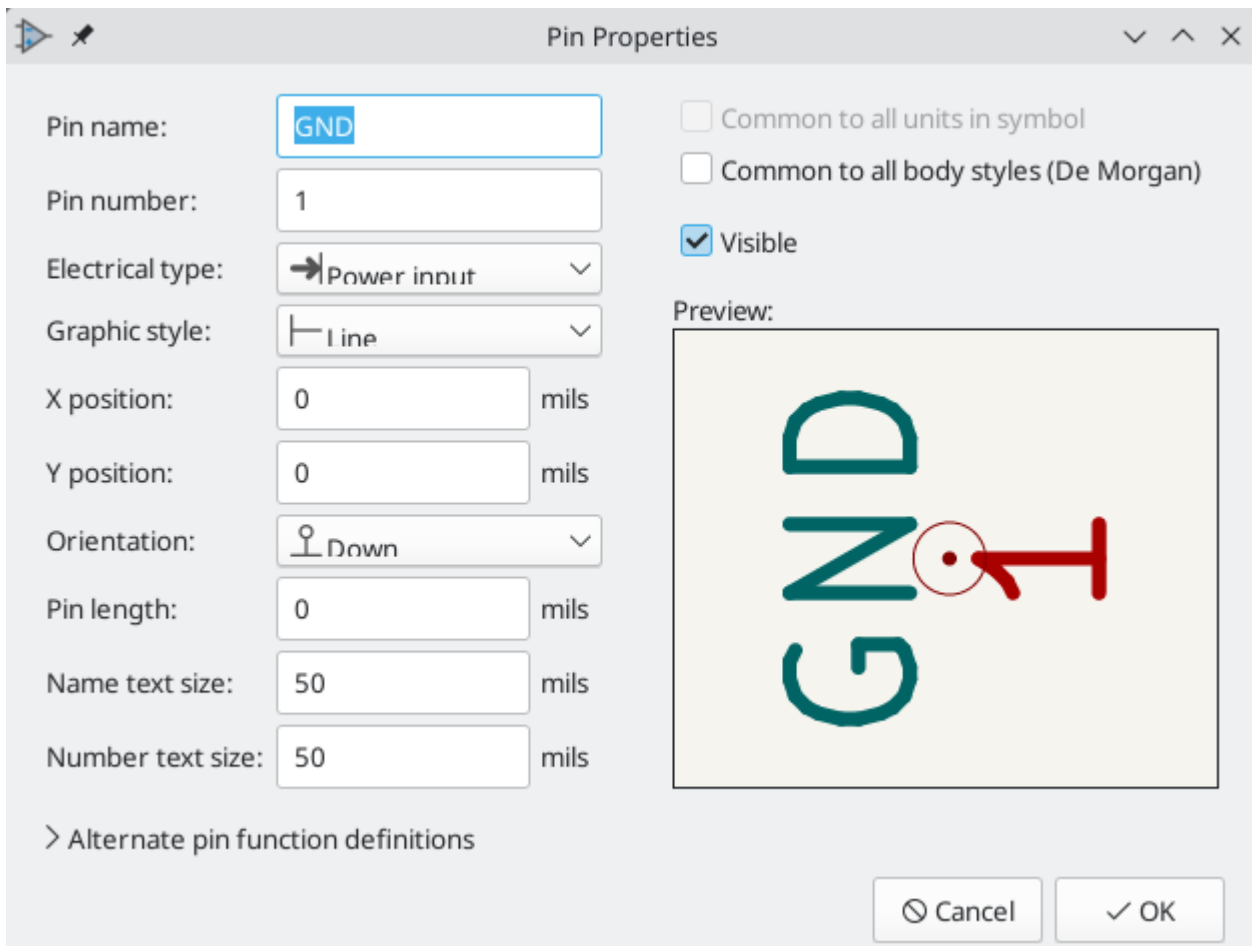 Pin Properties
Pin name:
GND
Pin number:
1
Electrical type:
Power input
Graphic style:
Line
X position:
0
mils
Y position:
0
mils
Orientation:
Down
Pin length:
0
mils
Name text size:
50
mils
Number text size:
50
mils
Alternate pin function definitions
Common to all units in symbol
Common to all body styles (De Morgan)
Visible
Preview:
GND
1
Cancel
OK